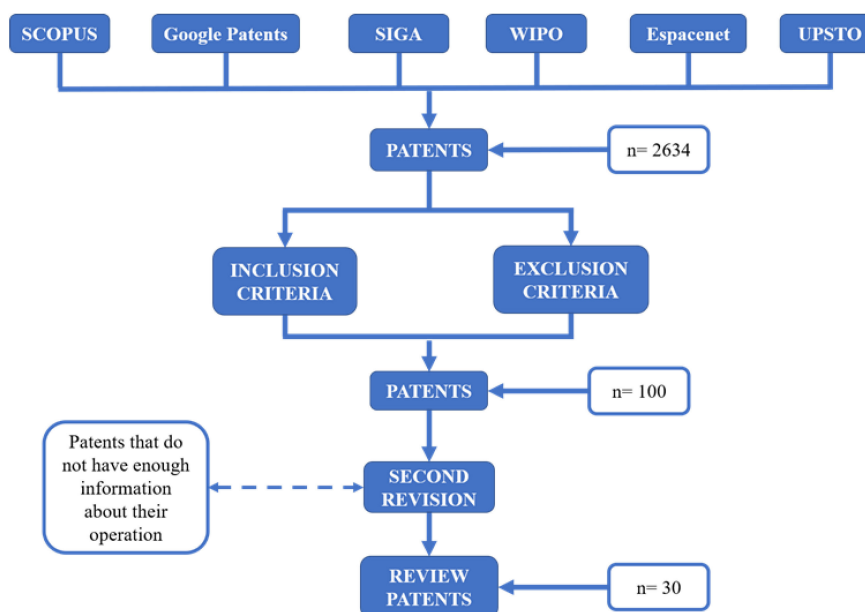 SCOPUS
Google Patents
SIGA
WIPO
Espacenet
UPSTO
PATENTS
n= 2634
INCLUSION
CRITERIA
EXCLUSION
CRITERIA
PATENTS
n= 100
Patents that do
not have enough
information
about their
operation
SECOND
REVISION
REVIEW
PATENTS
n= 30